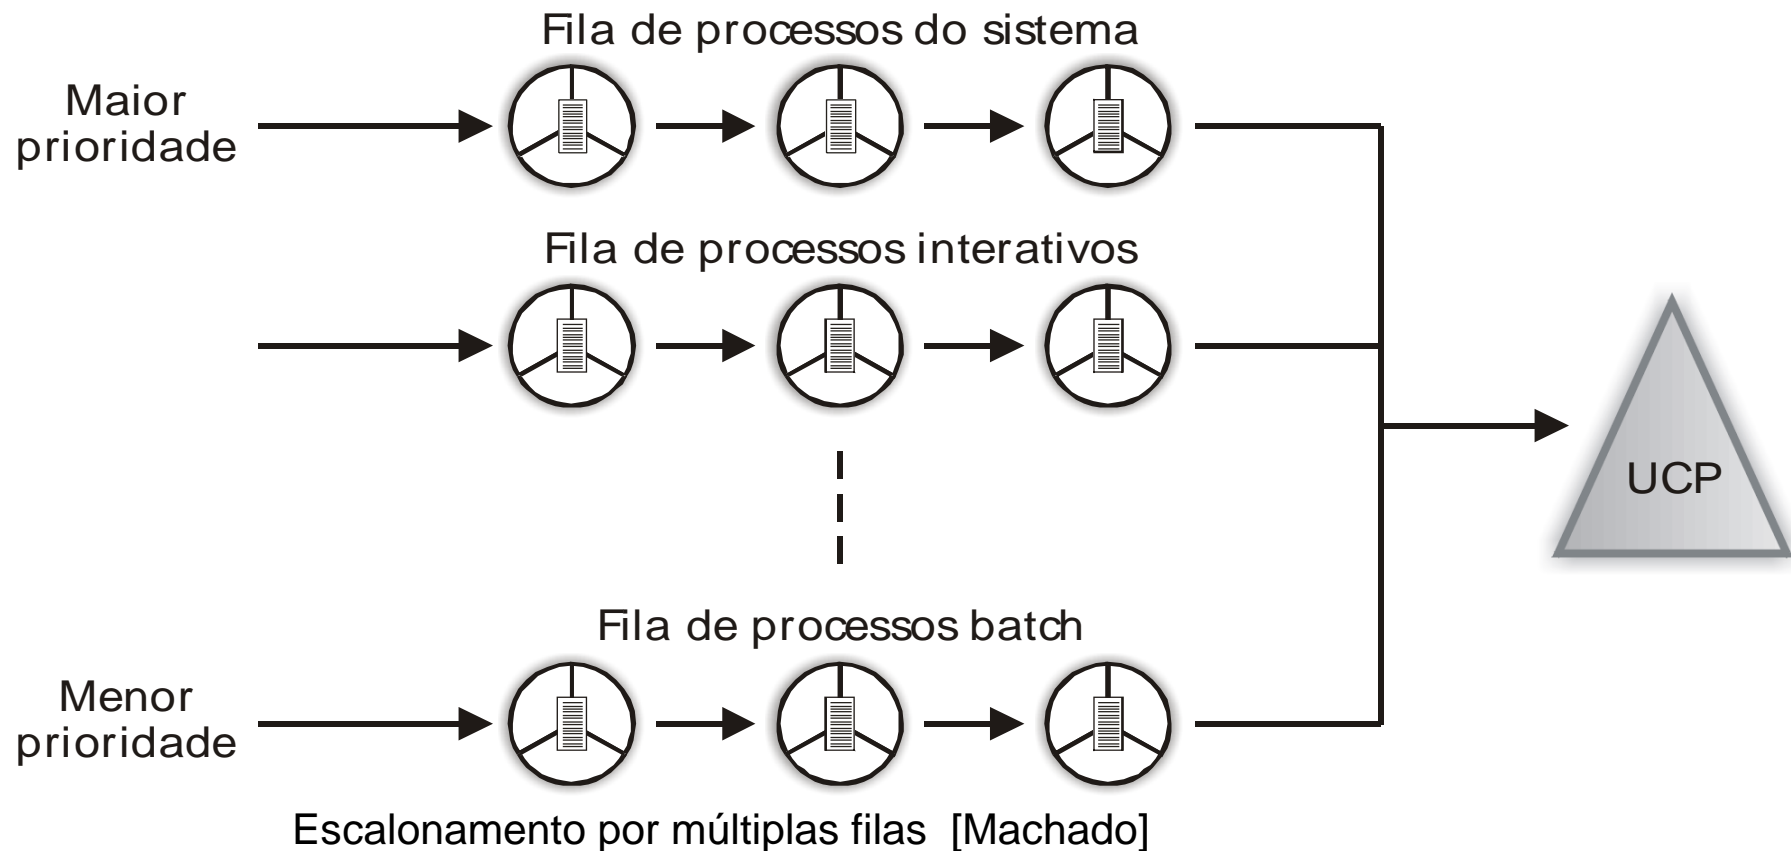 Fila de processos do sistema
Maior
prioridade
Fila de processos interativos
UCP
Fila de processos batch
Menor
prioridade
Escalonamento por múltiplas filas [Machado]